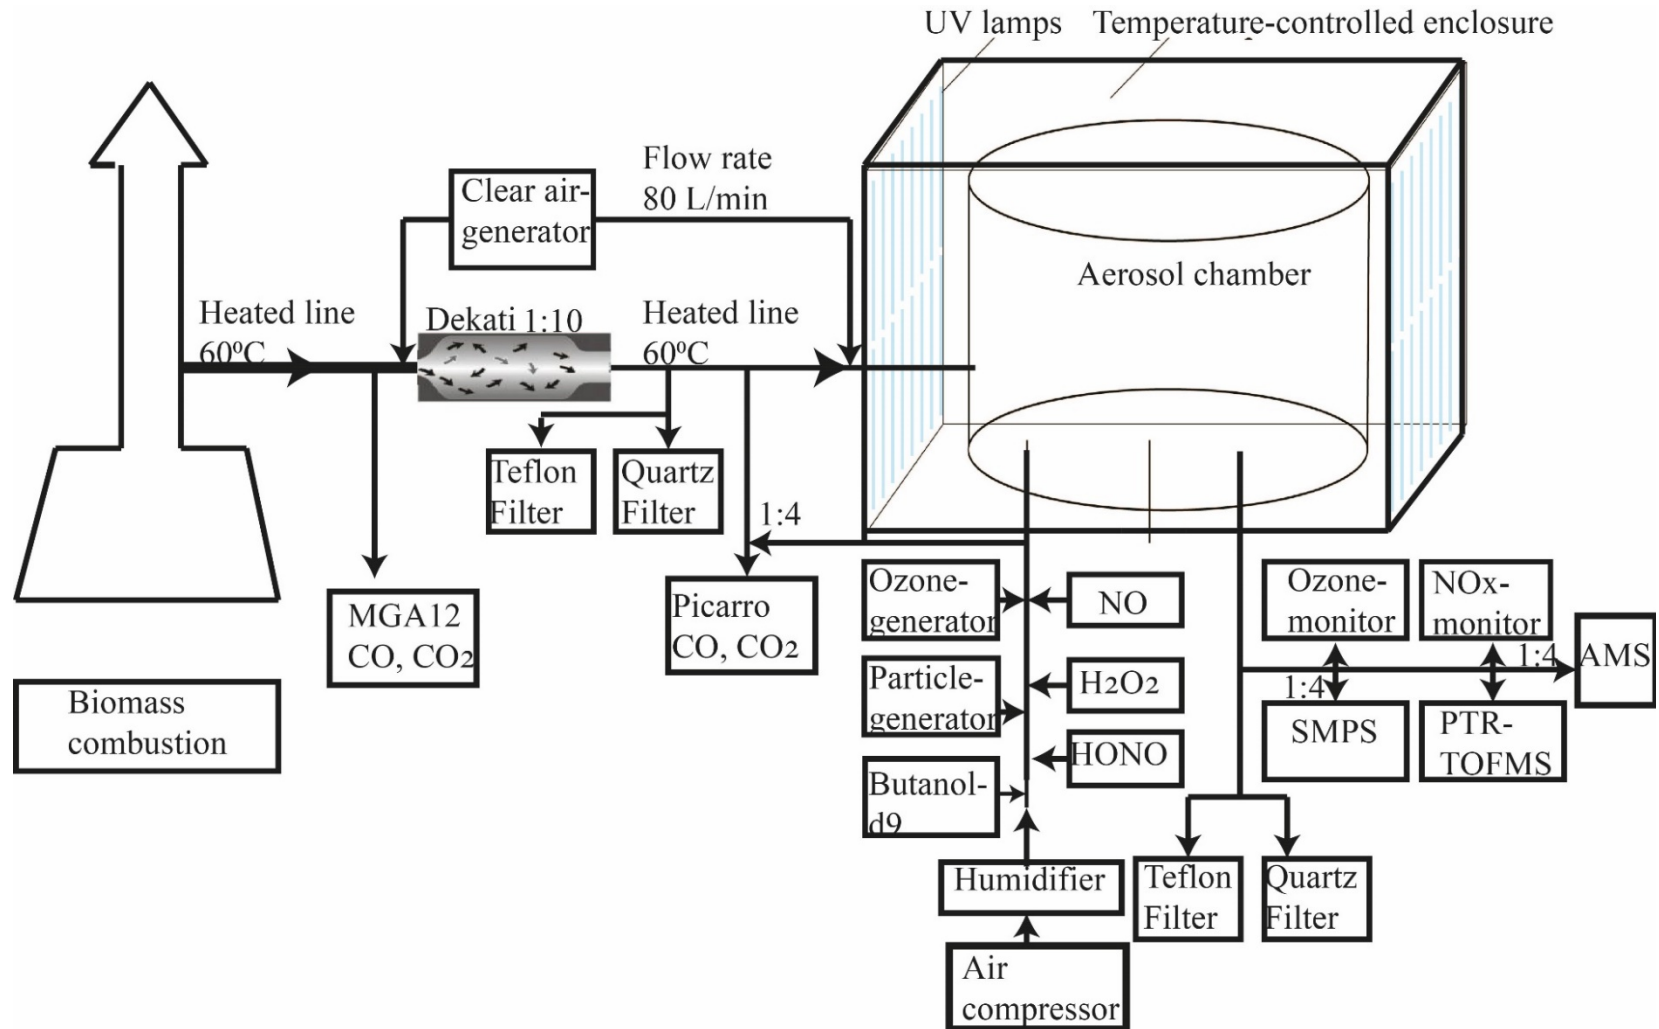 UV lamps
Temperature-controlled enclosure
Flow rate
80 L/min
Clear air-
generator
Aerosol chamber
Heated line
60ºC
Dekati 1:10
Heated line
60ºC
Teflon
Filter
Quartz
Filter
1:4
MGA12
CO, CO2
Picarro
CO, CO2
Biomass
combustion
Ozone-
generator
NO
Particle-
generator
H2O2
HONO
Butanol-
d9
Humidifier
Air
compressor
Ozone-
monitor
NOx-
monitor
1:4
1:4
AMS
SMPS
PTR-
TOFMS
Teflon
Filter
Quartz
Filter